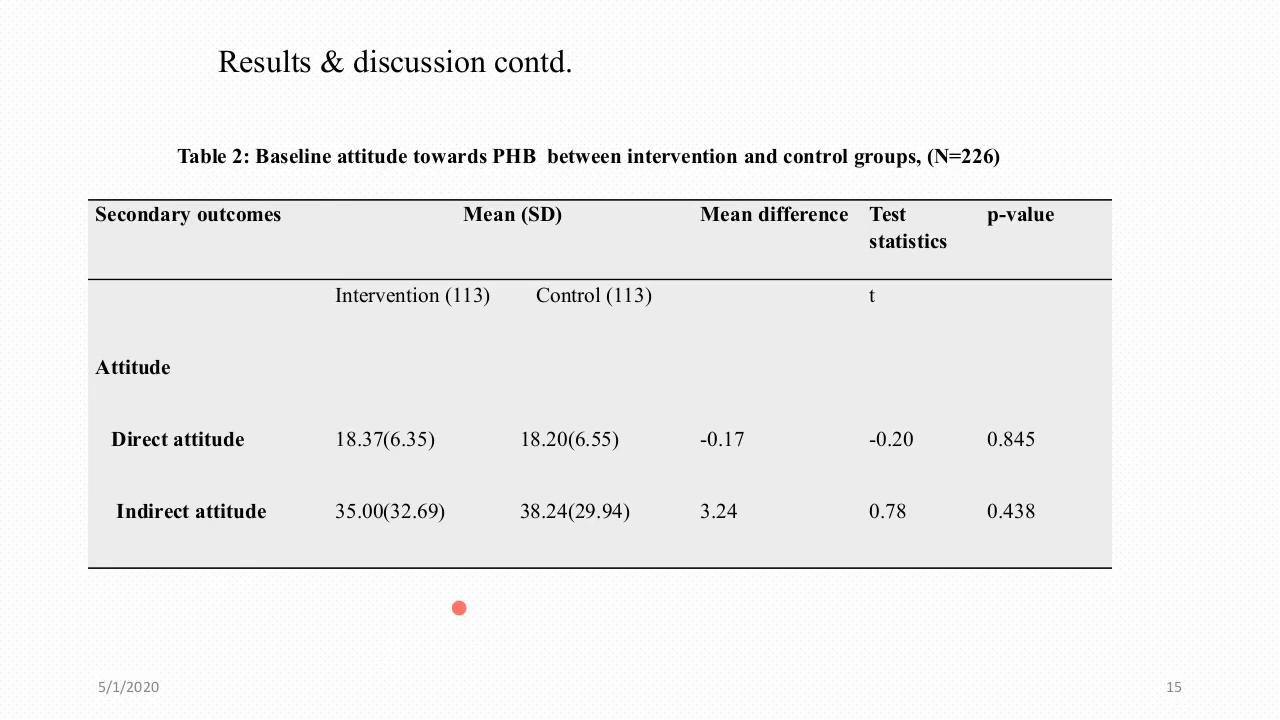 Results & discussion contd.
Table 2: Baseline attitude towards PHB between intervention and control groups, (N=226)
Secondary outcomes Mean (SD) Mean difference Test statistics p-value
Intervention (113) Control (113) t
Attitude
Direct attitude 18.37(6.35) 18.20(6.55) -0.17 -0.20 0.845
Indirect attitude 35.00(32.69) 38.24(29.94) 3.24 0.78 0.438
5/1/2020 15